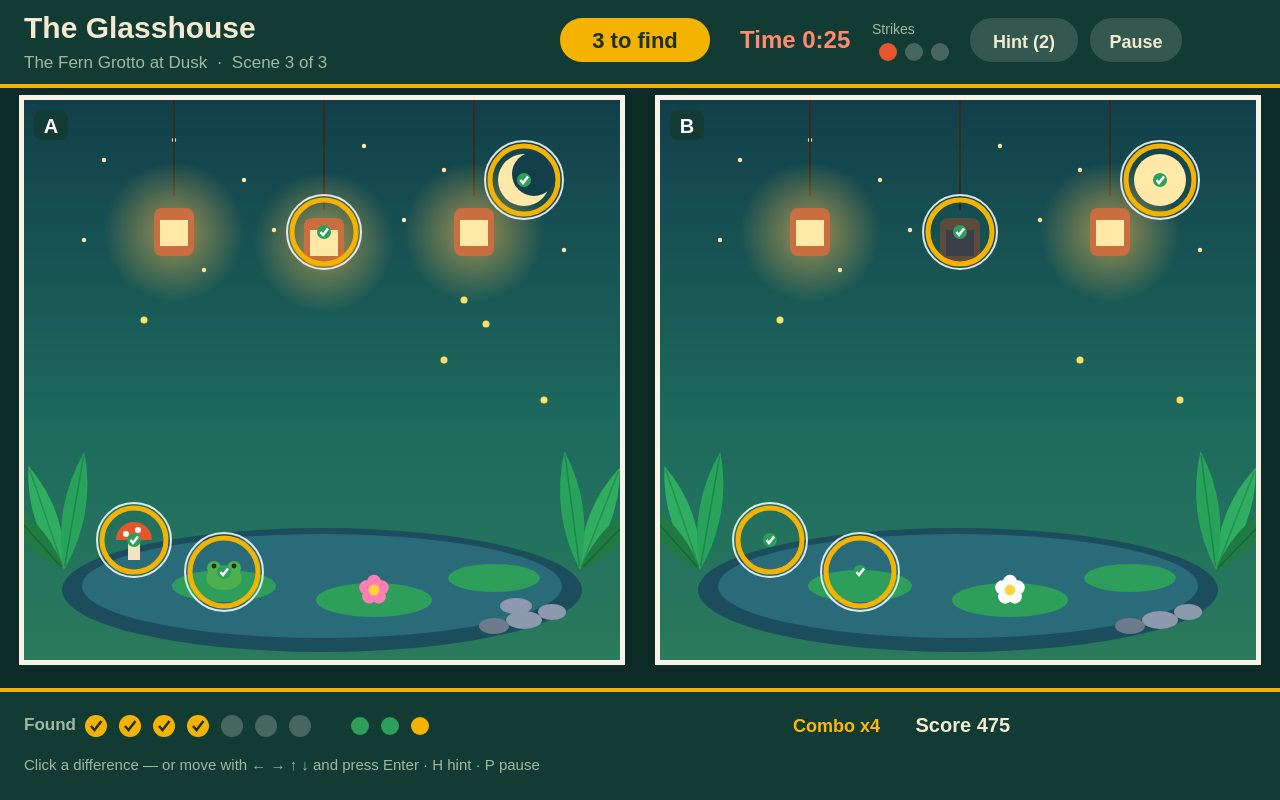 The Glasshouse
The Fern Grotto at Dusk · Scene 3 of 3
3 to find
Time 0:25
Strikes
Hint (2)
Pause
A
B
Found
Combo x4
Score 475
Click a difference — or move with ← → ↑ ↓ and press Enter · H hint · P pause